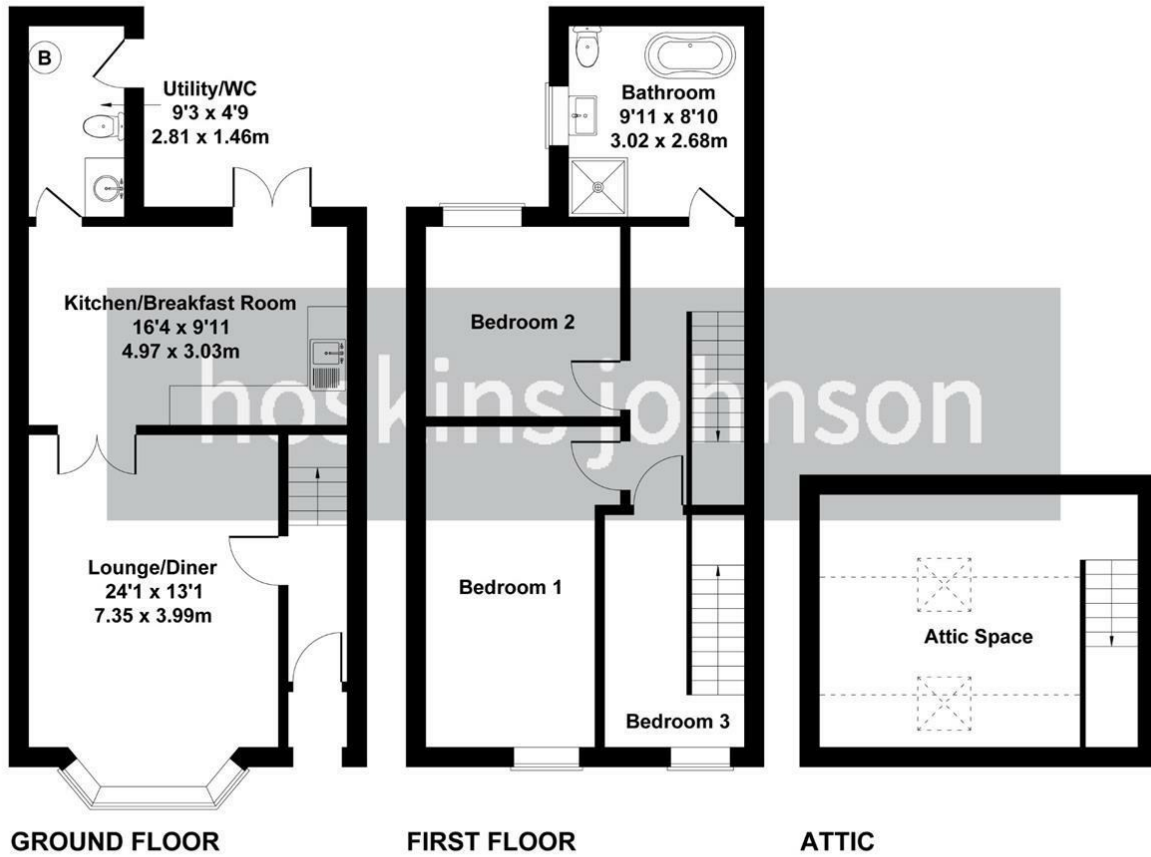 B
Utility/WC
9'3 x 4'9
2.81 x 1.46m
Bathroom
9'11 x 8'10
3.02 x 2.68m
Kitchen/Breakfast Room
16'4 x 9'11
4.97 x 3.03m
Bedroom 2
hoskins johnson
Lounge/Diner
24'1 x 13'1
7.35 x 3.99m
Bedroom 1
Bedroom 3
Attic Space
GROUND FLOOR
FIRST FLOOR
ATTIC